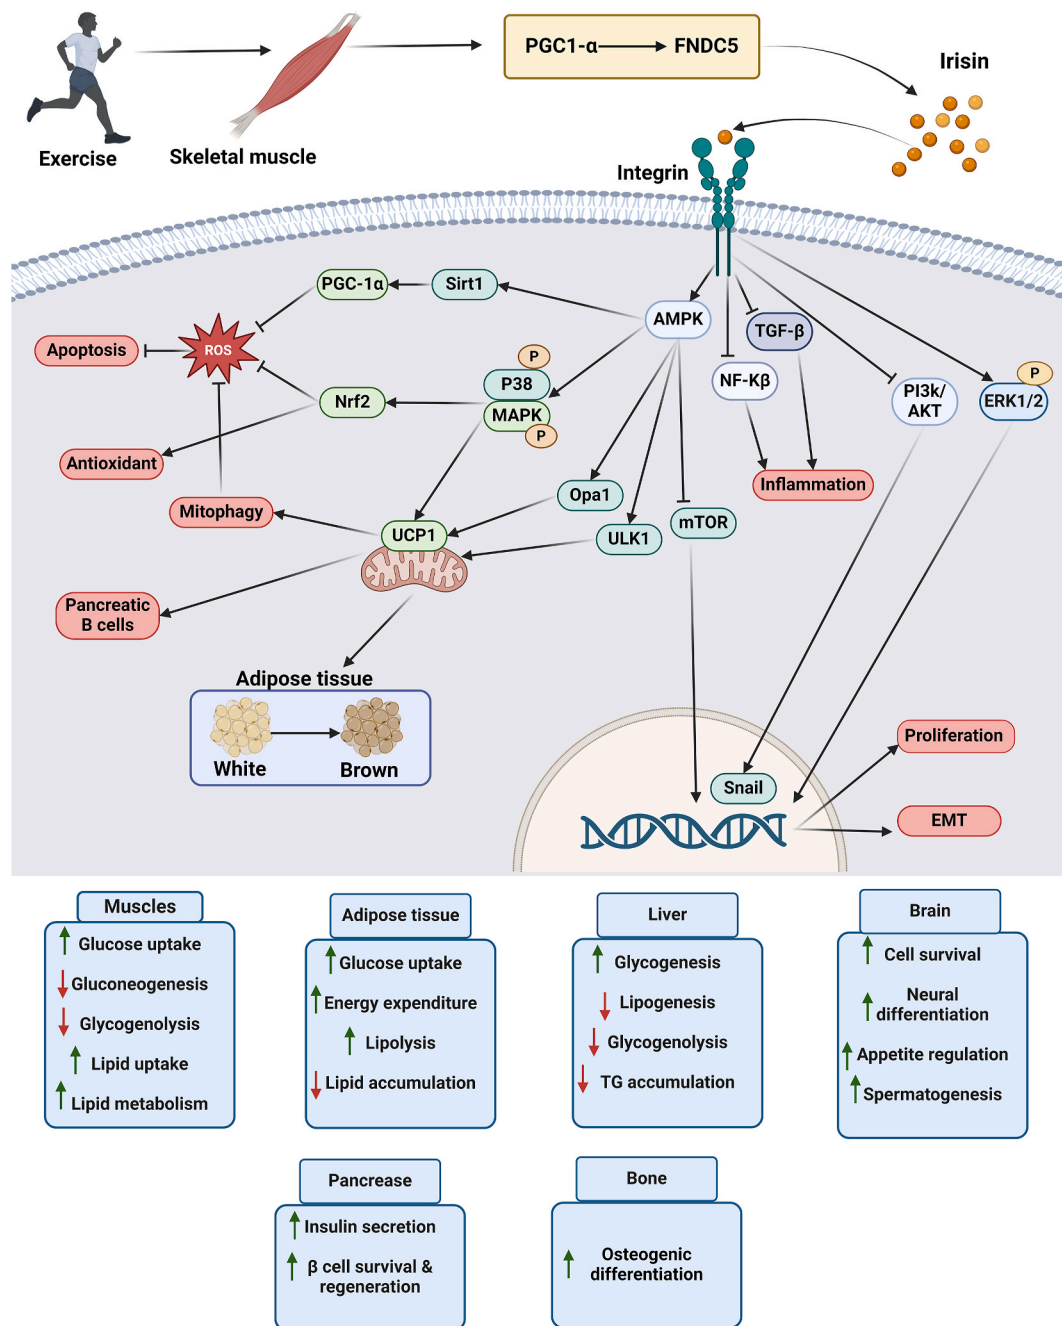 PGC1-α
FNDC5
Irisin
Exercise
Skeletal muscle
Integrin
PGC-1α
Sirt1
AMPK
TGF-β
ROS
Apoptosis
P
P38
MAPK
P
NF-Kβ
PI3k/
AKT
P
ERK1/2
Nrf2
Antioxidant
Inflammation
Mitophagy
Opa1
mTOR
UCP1
ULK1
Pancreatic
B cells
Adipose tissue
White
Brown
Proliferation
Snail
EMT
Muscles
Glucose uptake
Gluconeogenesis
Glycogenolysis
Lipid uptake
Lipid metabolism
Adipose tissue
Glucose uptake
Energy expenditure
Lipolysis
Lipid accumulation
Liver
Glycogenesis
Lipogenesis
Glycogenolysis
TG accumulation
Brain
Cell survival
Neural
differentiation
Appetite regulation
Spermatogenesis
Pancrease
Insulin secretion
β cell survival &
regeneration
Bone
Osteogenic
differentiation